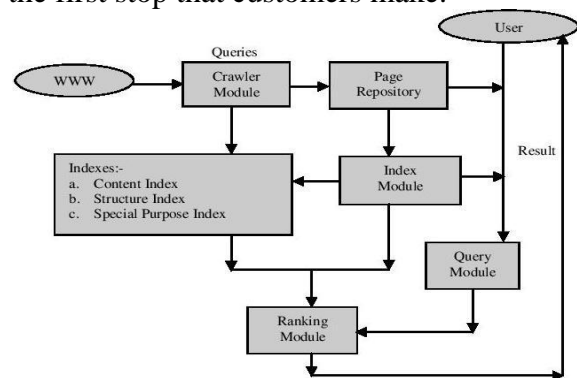 the first stop that customers make.
User
Queries
WWW
Crawler
Module
Page
Repository
Result
Indexes:-
a. Content Index
b. Structure Index
c. Special Purpose Index
Index
Module
Query
Module
Ranking
Module